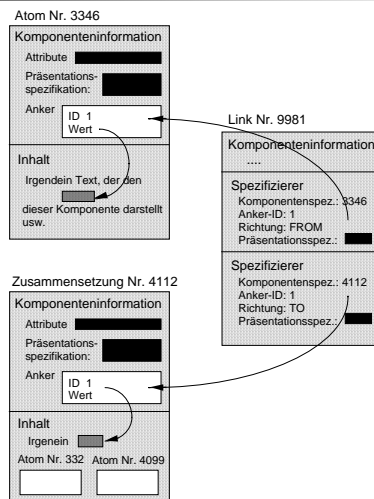 Atom Nr. 3346
Komponenteninformation
Attribute
Präsentations-
spezifikation:
Anker
ID 1
Wert
Inhalt
Irgendein Text, der den
dieser Komponente darstellt
usw.
Link Nr. 9981
Komponenteninformation
....
Spezifizierer
Komponentenspez.: 3346
Anker-ID: 1
Richtung: FROM
Präsentationsspez.:
Spezifizierer
Komponentenspez.: 4112
Anker-ID: 1
Richtung: TO
Präsentationsspez.:
Zusammensetzung Nr. 4112
Komponenteninformation
Attribute
Präsentations-
spezifikation:
Anker
ID 1
Wert
Inhalt
Irgenein
Atom Nr. 332 Atom Nr. 4099